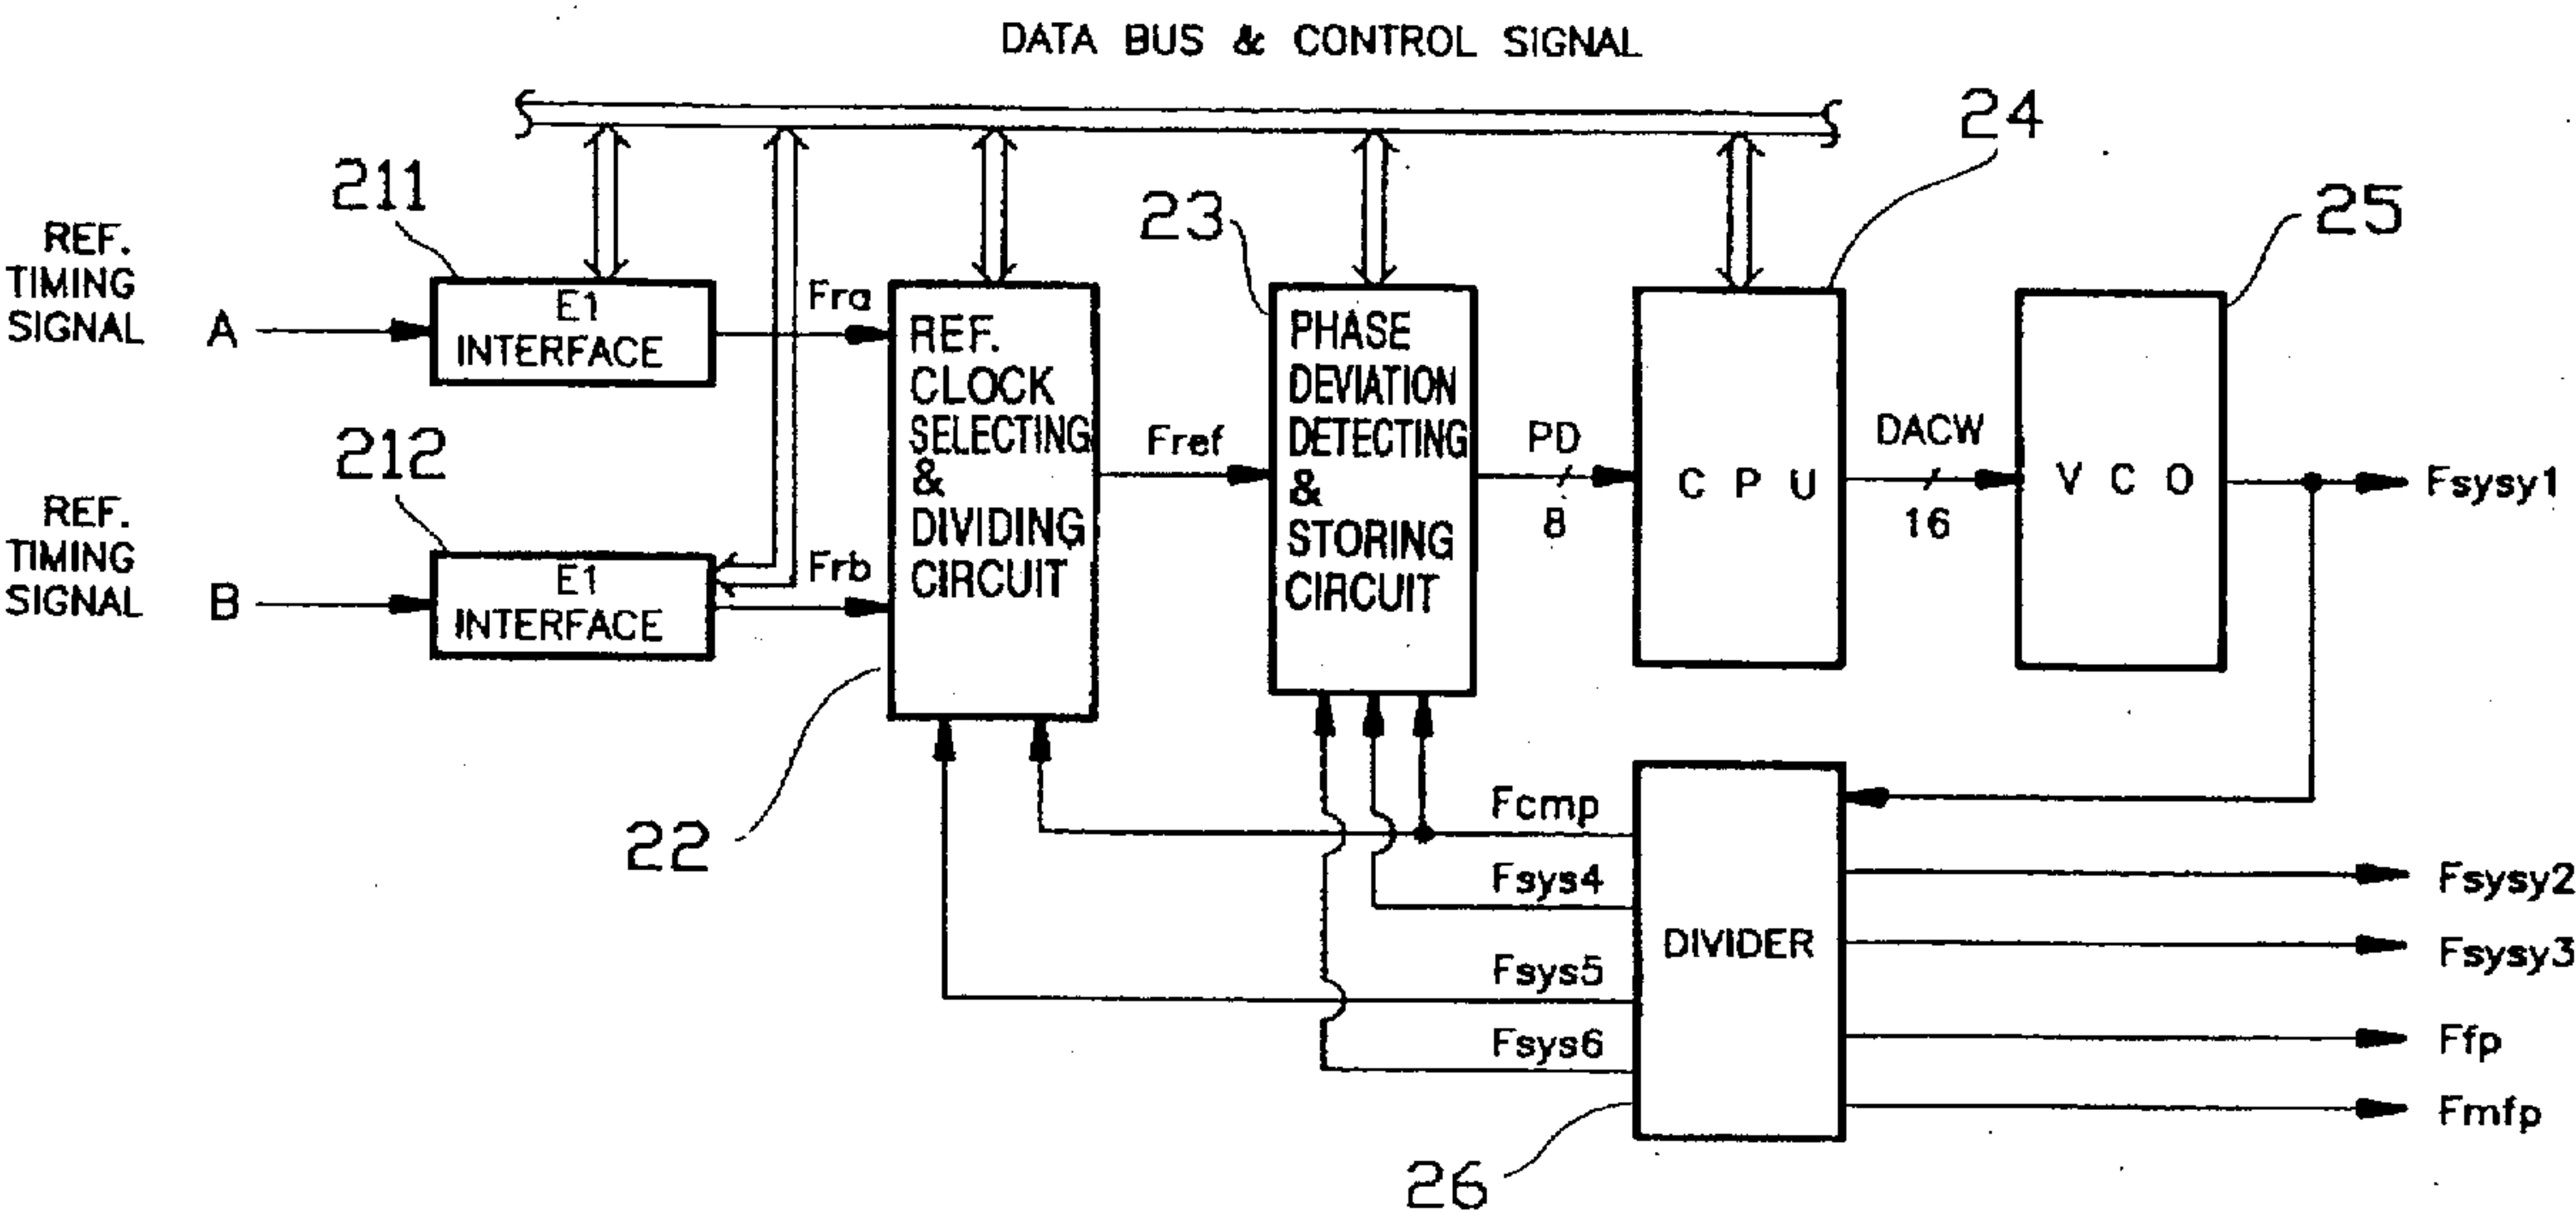 DATA BUS & CONTROL SIGNAL
24
211
23
25
REF.
TIMING
SIGNAL
A
E1
INTERFACE
Fra
REF.
CLOCK
SELECTING
&
DIVIDING
CIRCUIT
PHASE
DEVIATION
DETECTING
&
STORING
CIRCUIT
Fref
PD
8
C P U
DACW
16
V C O
Fsysy1
212
REF.
TIMING
SIGNAL
B
E1
INTERFACE
Frb
22
Fcmp
Fsys4
Fsys5
Fsys6
DIVIDER
Fsysy2
Fsysy3
Ffp
Fmfp
26